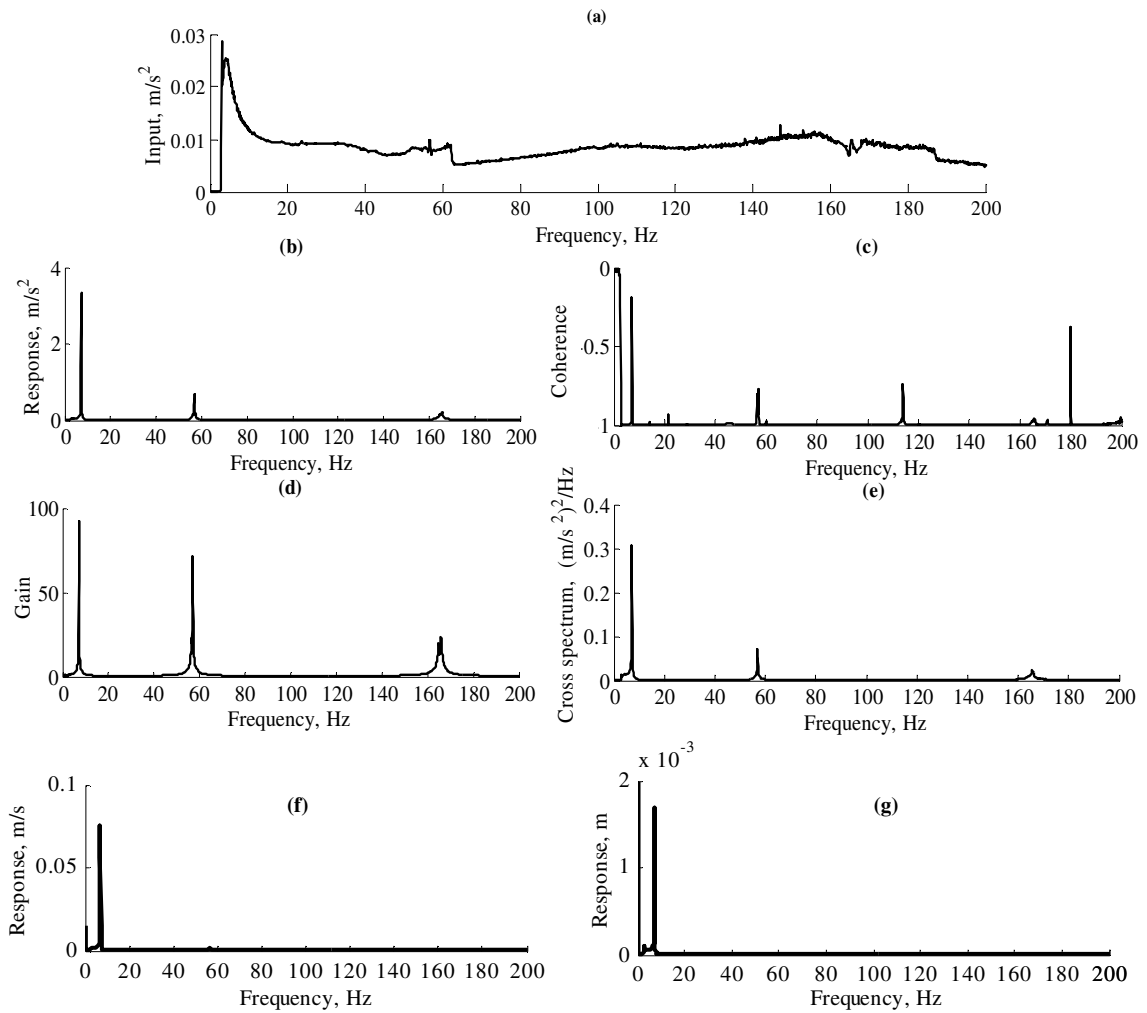 (a)
Input, m/s²
0.03
0.02
0.01
0
0 20 40 60 80 100 120 140 160 180 200
Frequency, Hz
(b)
Response, m/s²
4
2
0
0 20 40 60 80 100 120 140 160 180 200
Frequency, Hz
(c)
Coherence
0
0.5
1
0 20 40 60 80 100 120 140 160 180 200
Frequency, Hz
(d)
Gain
100
50
0
0 20 40 60 80 100 120 140 160 180 200
Frequency, Hz
(e)
Cross spectrum, (m/s²)²/Hz
0.4
0.3
0.2
0.1
0
0 20 40 60 80 100 120 140 160 180 200
Frequency, Hz
(f)
Response, m/s
0.1
0.05
0
0 20 40 60 80 100 120 140 160 180 200
Frequency, Hz
(g)
x 10⁻³
Response, m
2
1
0
0 20 40 60 80 100 120 140 160 180 200
Frequency, Hz